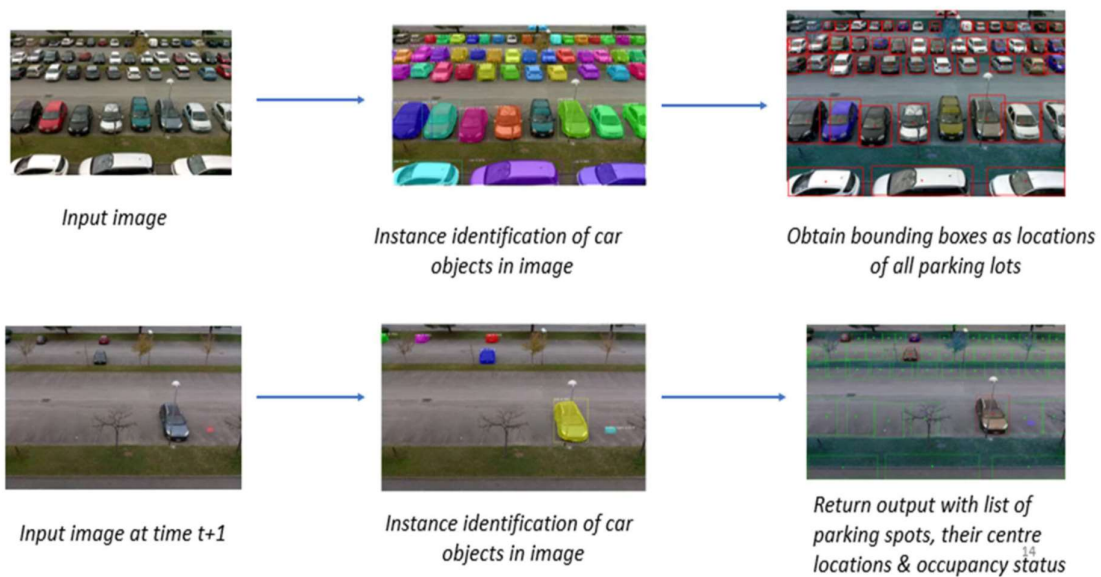 Input image
Instance identification of car
objects in image
Obtain bounding boxes as locations
of all parking lots
Input image at time t+1
Instance identification of car
objects in image
Return output with list of
parking spots, their centre
locations & occupancy status
14